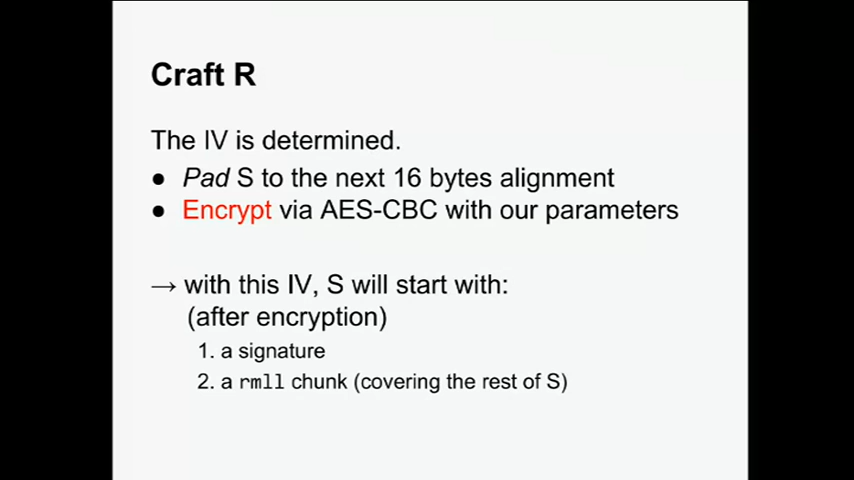 Craft R
The IV is determined.
● Pad S to the next 16 bytes alignment
● Encrypt via AES-CBC with our parameters
→ with this IV, S will start with:
(after encryption)
1. a signature
2. a rmll chunk (covering the rest of S)